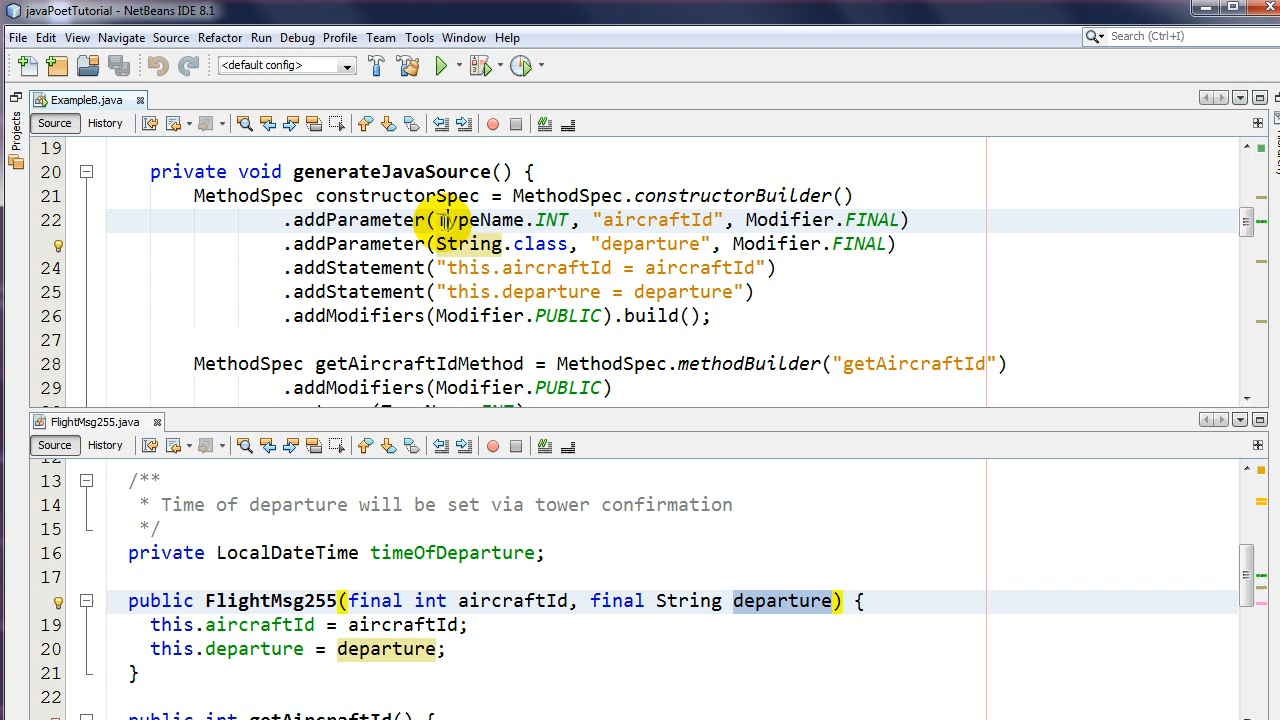 javaPoetTutorial - NetBeans IDE 8.1
File Edit View Navigate Source Refactor Run Debug Profile Team Tools Window Help
Search (Ctrl+I)
<default config>
ExampleB.java
Source History
Projects
19
20 private void generateJavaSource() {
21 MethodSpec constructorSpec = MethodSpec.constructorBuilder()
22 .addParameter(TypeName.INT, "aircraftId", Modifier.FINAL)
.addParameter(String.class, "departure", Modifier.FINAL)
24 .addStatement("this.aircraftId = aircraftId")
25 .addStatement("this.departure = departure")
26 .addModifiers(Modifier.PUBLIC).build();
27
28 MethodSpec getAircraftIdMethod = MethodSpec.methodBuilder("getAircraftId")
29 .addModifiers(Modifier.PUBLIC)
FlightMsg255.java
Source History
12
13 /**
14 * Time of departure will be set via tower confirmation
15 */
16 private LocalDateTime timeOfDeparture;
17
public FlightMsg255(final int aircraftId, final String departure) {
19 this.aircraftId = aircraftId;
20 this.departure = departure;
21 }
22
public int getAircraftId() {